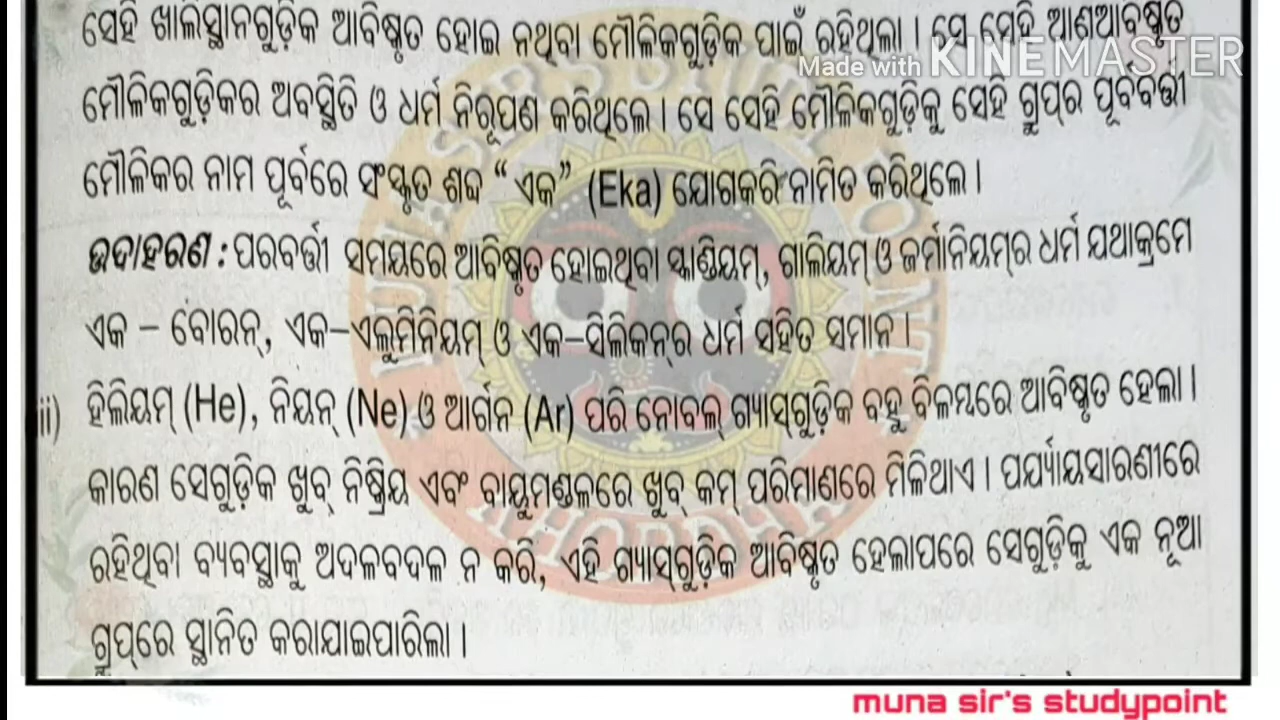 ସେହି ଖାଲିସ୍ଥାନଗୁଡ଼ିକ ଆବିଷ୍କୃତ ହୋଇ ନଥିବା ମୌଳିକଗୁଡ଼ିକ ପାଇଁ ରହିଥିଲା । ସେ ସେହି ଆଣଆବିଷ୍କୃତ
Made with KINEMASTER
ମୌଳିକଗୁଡ଼ିକର ଅବସ୍ଥିତି ଓ ଧର୍ମ ନିରୂପଣ କରିଥିଲେ । ସେ ସେହି ମୌଳିକଗୁଡ଼ିକୁ ସେହି ଗ୍ରୁପ୍‌ର ପୂର୍ବବର୍ତ୍ତୀ
ମୌଳିକର ନାମ ପୂର୍ବରେ ସଂସ୍କୃତ ଶବ୍ଦ “ ଏକ” (Eka) ଯୋଗକରି ନାମିତ କରିଥିଲେ ।
ଉଦାହରଣ : ପରବର୍ତ୍ତୀ ସମୟରେ ଆବିଷ୍କୃତ ହୋଇଥିବା ସ୍କାଣ୍ଡିୟମ୍, ଗାଲିୟମ୍ ଓ ଜର୍ମାନିୟମ୍‌ର ଧର୍ମ ଯଥାକ୍ରମେ
ଏକ – ବୋରନ୍, ଏକ–ଏଲୁମିନିୟମ୍ ଓ ଏକ–ସିଲିକନ୍‌ର ଧର୍ମ ସହିତ ସମାନ ।
ii) ହିଲିୟମ୍ (He), ନିୟନ୍ (Ne) ଓ ଆର୍ଗନ (Ar) ପରି ନୋବଲ୍ ଗ୍ୟାସ୍‌ଗୁଡ଼ିକ ବହୁ ବିଳମ୍ବରେ ଆବିଷ୍କୃତ ହେଲା ।
କାରଣ ସେଗୁଡ଼ିକ ଖୁବ୍ ନିଷ୍କ୍ରିୟ ଏବଂ ବାୟୁମଣ୍ଡଳରେ ଖୁବ୍ କମ୍ ପରିମାଣରେ ମିଳିଥାଏ । ପର୍ଯ୍ୟାୟସାରଣୀରେ
ରହିଥିବା ବ୍ୟବସ୍ଥାକୁ ଅଦଳବଦଳ ନ କରି, ଏହି ଗ୍ୟାସ୍‌ଗୁଡ଼ିକ ଆବିଷ୍କୃତ ହେଲାପରେ ସେଗୁଡ଼ିକୁ ଏକ ନୂଆ
ଗ୍ରୁପ୍‌ରେ ସ୍ଥାନିତ କରାଯାଇପାରିଲା ।
muna sir's studypoint